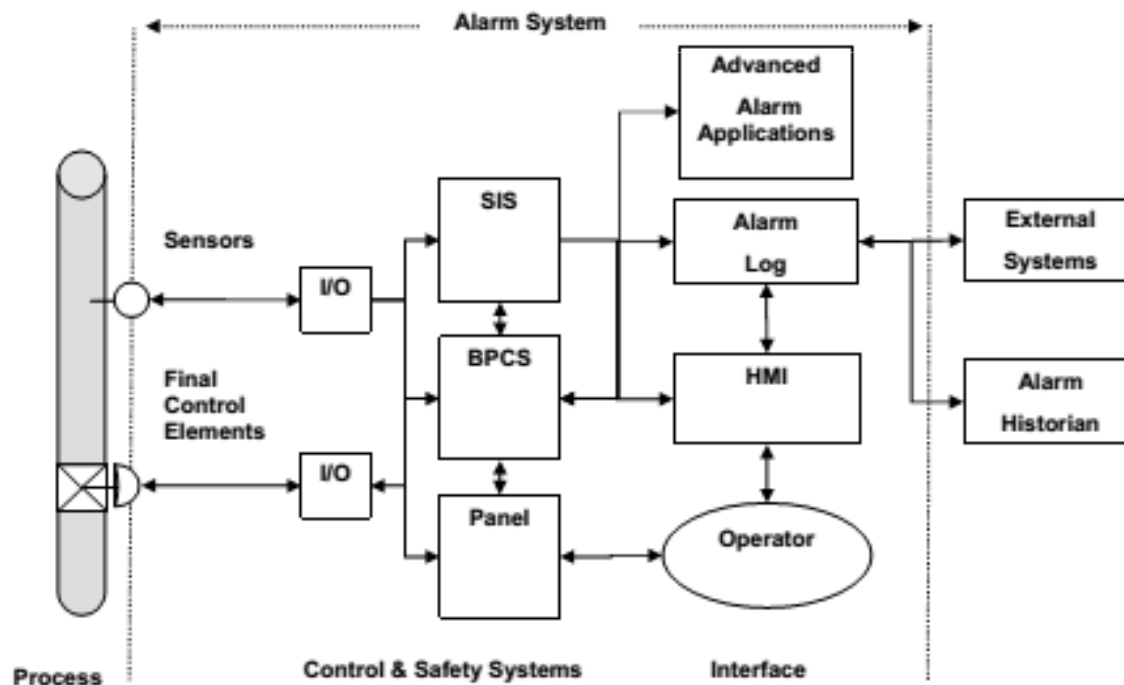 Alarm System
Advanced
Alarm
Applications
SIS
Sensors
Alarm
Log
External
Systems
I/O
BPCS
HMI
Final
Control
Elements
Alarm
Historian
I/O
Panel
Operator
Process
Control & Safety Systems
Interface